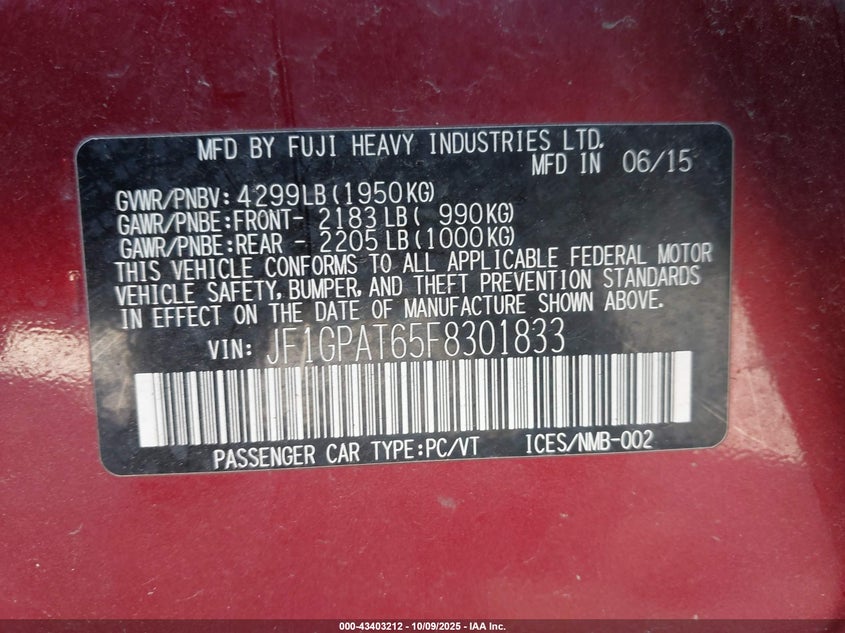 MFD BY FUJI HEAVY INDUSTRIES LTD.
MFD IN 06/15
GVWR/PNBV: 4299LB(1950KG)
GAWR/PNBE:FRONT- 2183LB( 990KG)
GAWR/PNBE:REAR - 2205LB(1000KG)
THIS VEHICLE CONFORMS TO ALL APPLICABLE FEDERAL MOTOR
VEHICLE SAFETY, BUMPER, AND THEFT PREVENTION STANDARDS
IN EFFECT ON THE DATE OF MANUFACTURE SHOWN ABOVE.
VIN: JF1GPAT65F8301833
PASSENGER CAR TYPE:PC/VT ICES/NMB-002
000-43403212 - 10/09/2025 - IAA Inc.